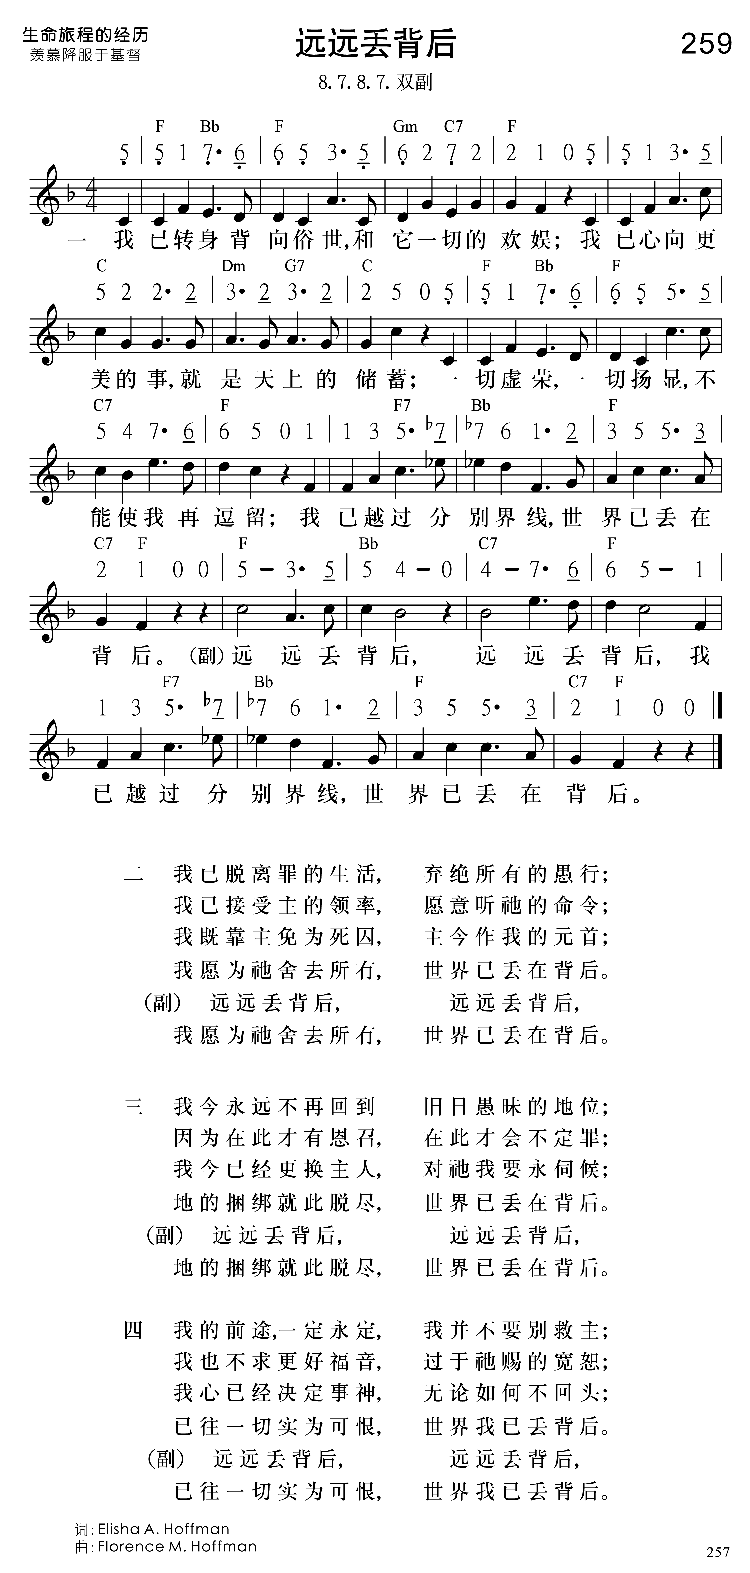 生命旅程的经历
羡慕降服于基督
远远丢背后
259
8.7.8.7.双副
F Bb F Gm C7 F
5 | 5 1 7• 6 | 6 5 3• 5 | 6 2 7 2 | 2 1 0 5 | 5 1 3• 5
一 我 已转身背 向俗世,和 它一切的 欢娱; 我 已心向更
C Dm G7 C F Bb F
5 2 2• 2 | 3• 2 3• 2 | 2 5 0 5 | 5 1 7• 6 | 6 5 5• 5
美的事,就 是天上的 储蓄; 一切虚荣,一切扬显,不
C7 F F7 Bb F
5 4 7• 6 | 6 5 0 1 | 1 3 5• b7 | b7 6 1• 2 | 3 5 5• 3
能使我再逗留; 我已越过分别界线,世界已丢在
C7 F F Bb C7 F
2 1 0 0 | 5 – 3• 5 | 5 4 – 0 | 4 – 7• 6 | 6 5 – 1
背后。(副)远远丢背后, 远远丢背后, 我
F7 Bb F C7 F
1 3 5• b7 | b7 6 1• 2 | 3 5 5• 3 | 2 1 0 0
已越过分别界线, 世界已丢在背后。
二 我已脱离罪的生活, 弃绝所有的愚行;
我已接受主的领率, 愿意听祂的命令;
我既靠主免为死囚, 主今作我的元首;
我愿为祂舍去所有, 世界已丢在背后。
(副) 远远丢背后, 远远丢背后,
我愿为祂舍去所有, 世界已丢在背后。
三 我今永远不再回到 旧日愚昧的地位;
因为在此才有恩召, 在此才会不定罪;
我今已经更换主人, 对祂我要永伺候;
地的捆绑就此脱尽, 世界已丢在背后。
(副) 远远丢背后, 远远丢背后,
地的捆绑就此脱尽, 世界已丢在背后。
四 我的前途,一定永定, 我并不要别救主;
我也不求更好福音, 过于祂赐的宽恕;
我心已经决定事神, 无论如何不回头;
已往一切实为可恨, 世界我已丢背后。
(副) 远远丢背后, 远远丢背后,
已往一切实为可恨, 世界我已丢背后。
词: Elisha A. Hoffman
曲: Florence M. Hoffman
257